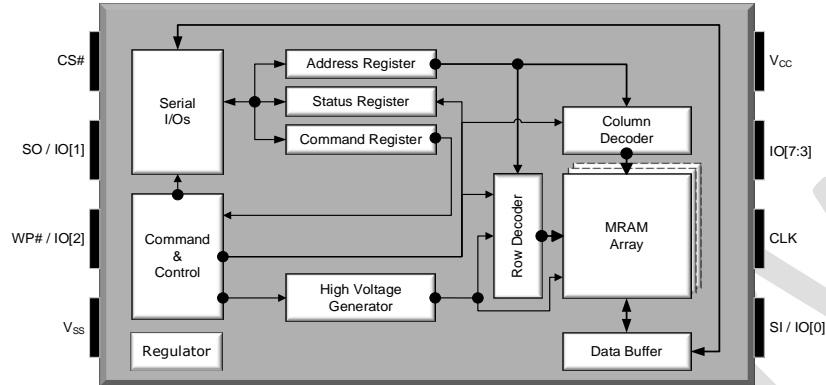 CS#
SO / IO[1]
WP# / IO[2]
VSS
Serial
I/Os
Address Register
Status Register
Command Register
Command
&
Control
High Voltage
Generator
Regulator
Row Decoder
Column
Decoder
MRAM
Array
Data Buffer
VCC
IO[7:3]
CLK
SI / IO[0]